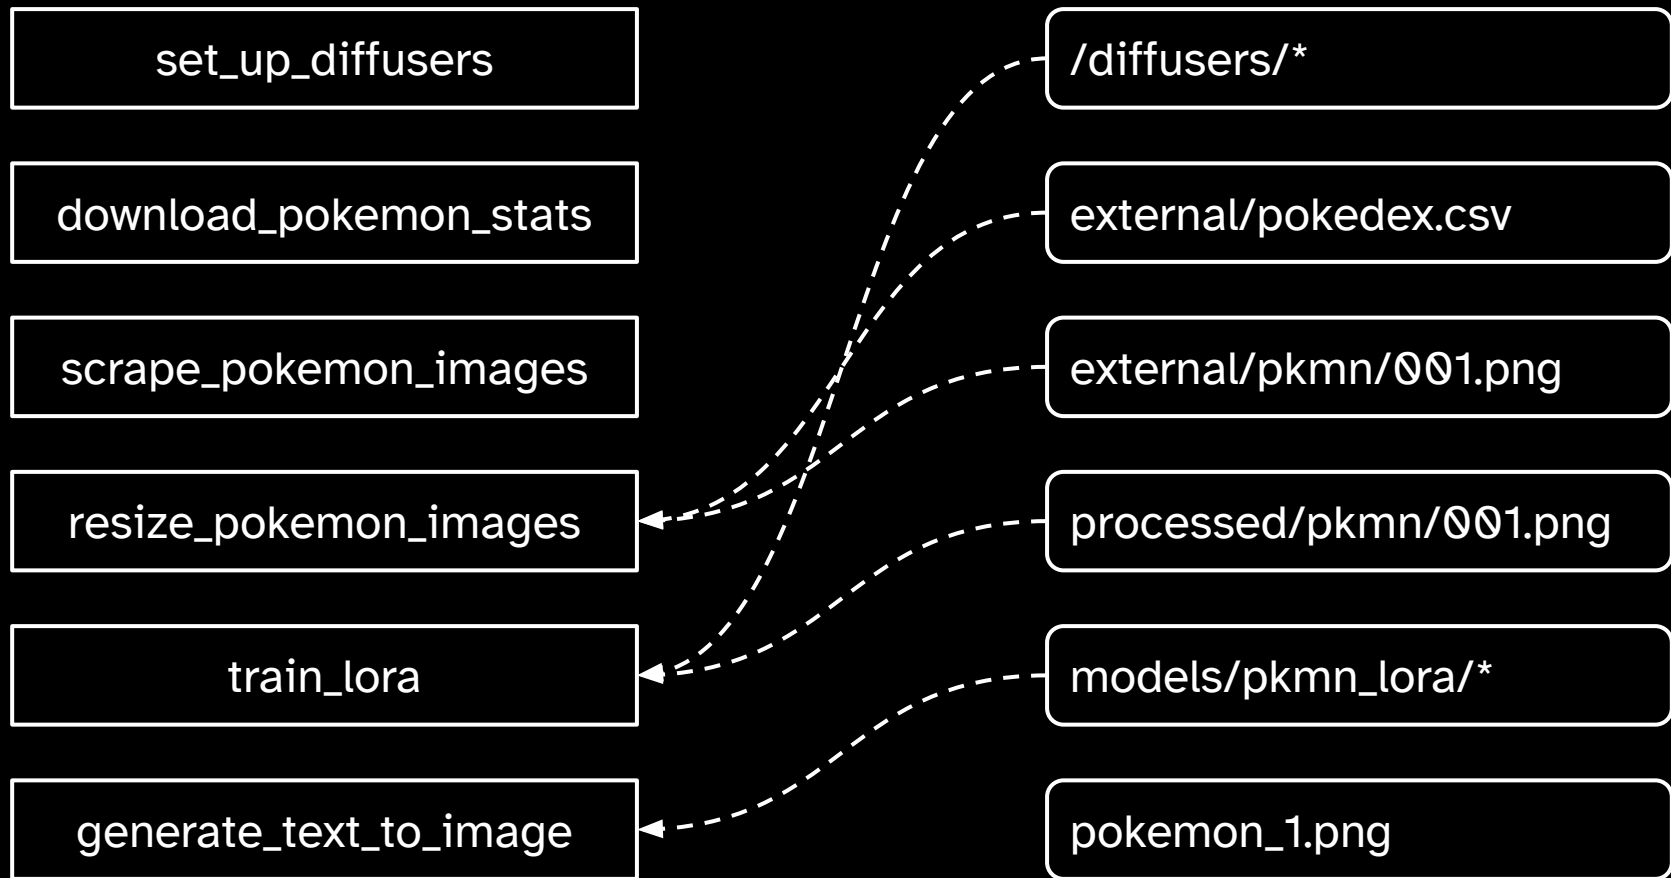 set_up_diffusers
/diffusers/*
download_pokemon_stats
external/pokedex.csv
scrape_pokemon_images
external/pkmn/001.png
resize_pokemon_images
processed/pkmn/001.png
train_lora
models/pkmn_lora/*
generate_text_to_image
pokemon_1.png